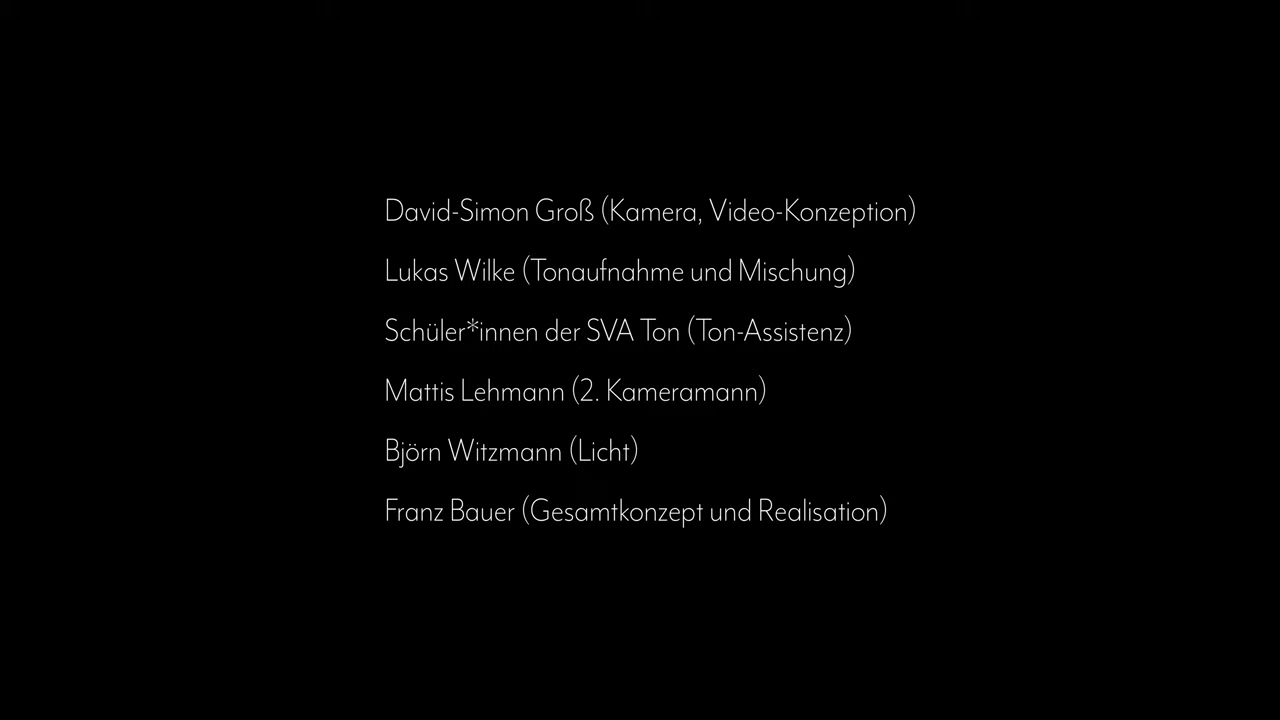 David-Simon Groß (Kamera, Video-Konzeption)
Lukas Wilke (Tonaufnahme und Mischung)
Schüler*innen der SVA Ton (Ton-Assistenz)
Mattis Lehmann (2. Kameramann)
Björn Witzmann (Licht)
Franz Bauer (Gesamtkonzept und Realisation)